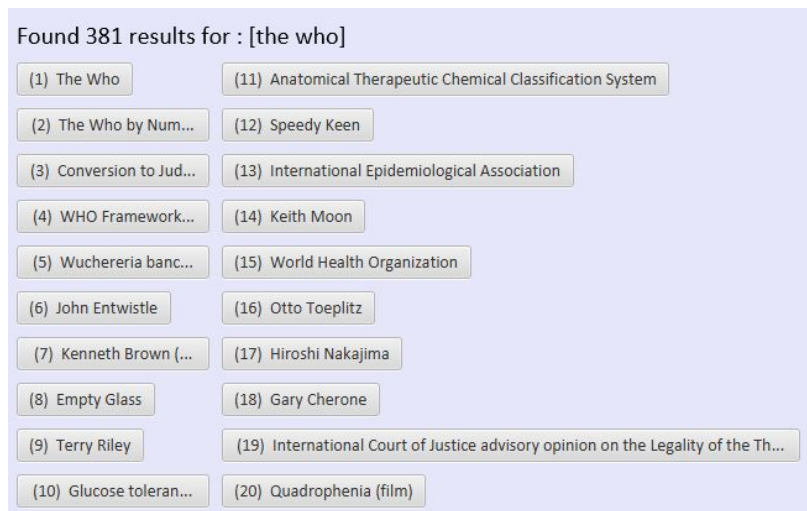 Found 381 results for : [the who]
(1) The Who
(2) The Who by Num...
(3) Conversion to Jud...
(4) WHO Framework...
(5) Wuchereria banc...
(6) John Entwistle
(7) Kenneth Brown (...
(8) Empty Glass
(9) Terry Riley
(10) Glucose toleran...
(11) Anatomical Therapeutic Chemical Classification System
(12) Speedy Keen
(13) International Epidemiological Association
(14) Keith Moon
(15) World Health Organization
(16) Otto Toeplitz
(17) Hiroshi Nakajima
(18) Gary Cherone
(19) International Court of Justice advisory opinion on the Legality of the Th...
(20) Quadrophenia (film)